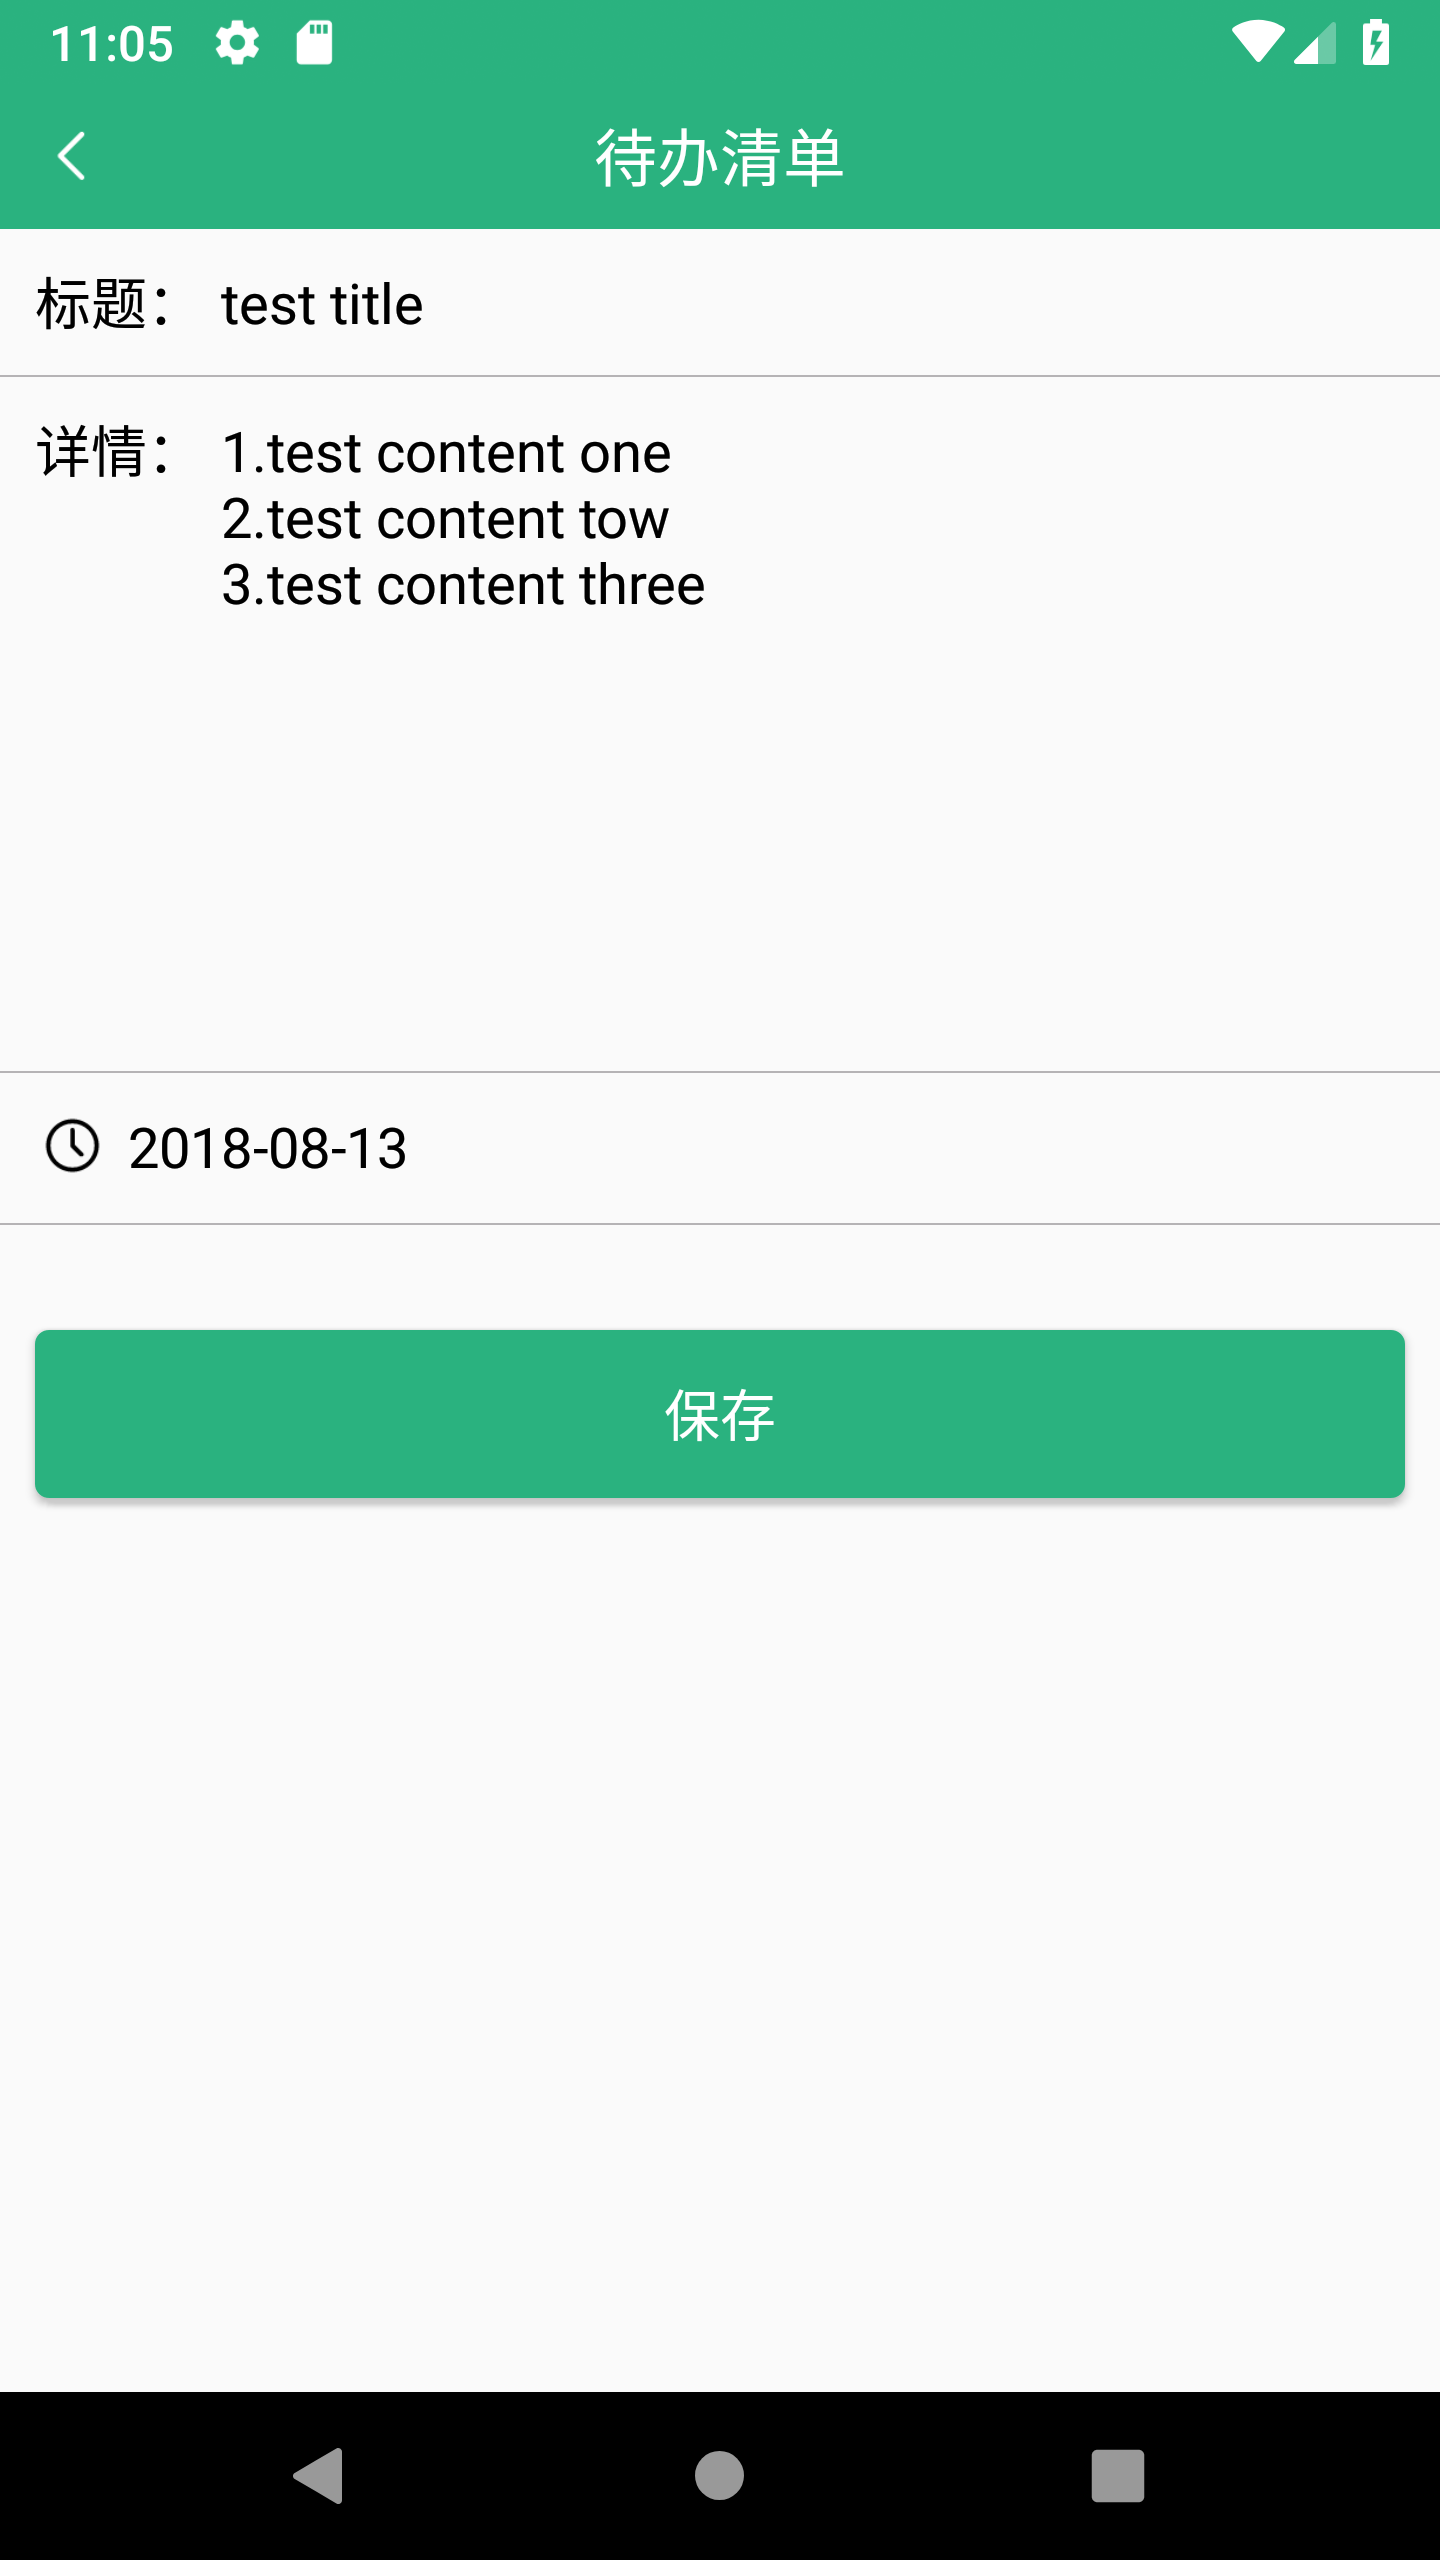 11:05
待办清单
标题： test title
详情： 1.test content one
2.test content tow
3.test content three
2018-08-13
保存